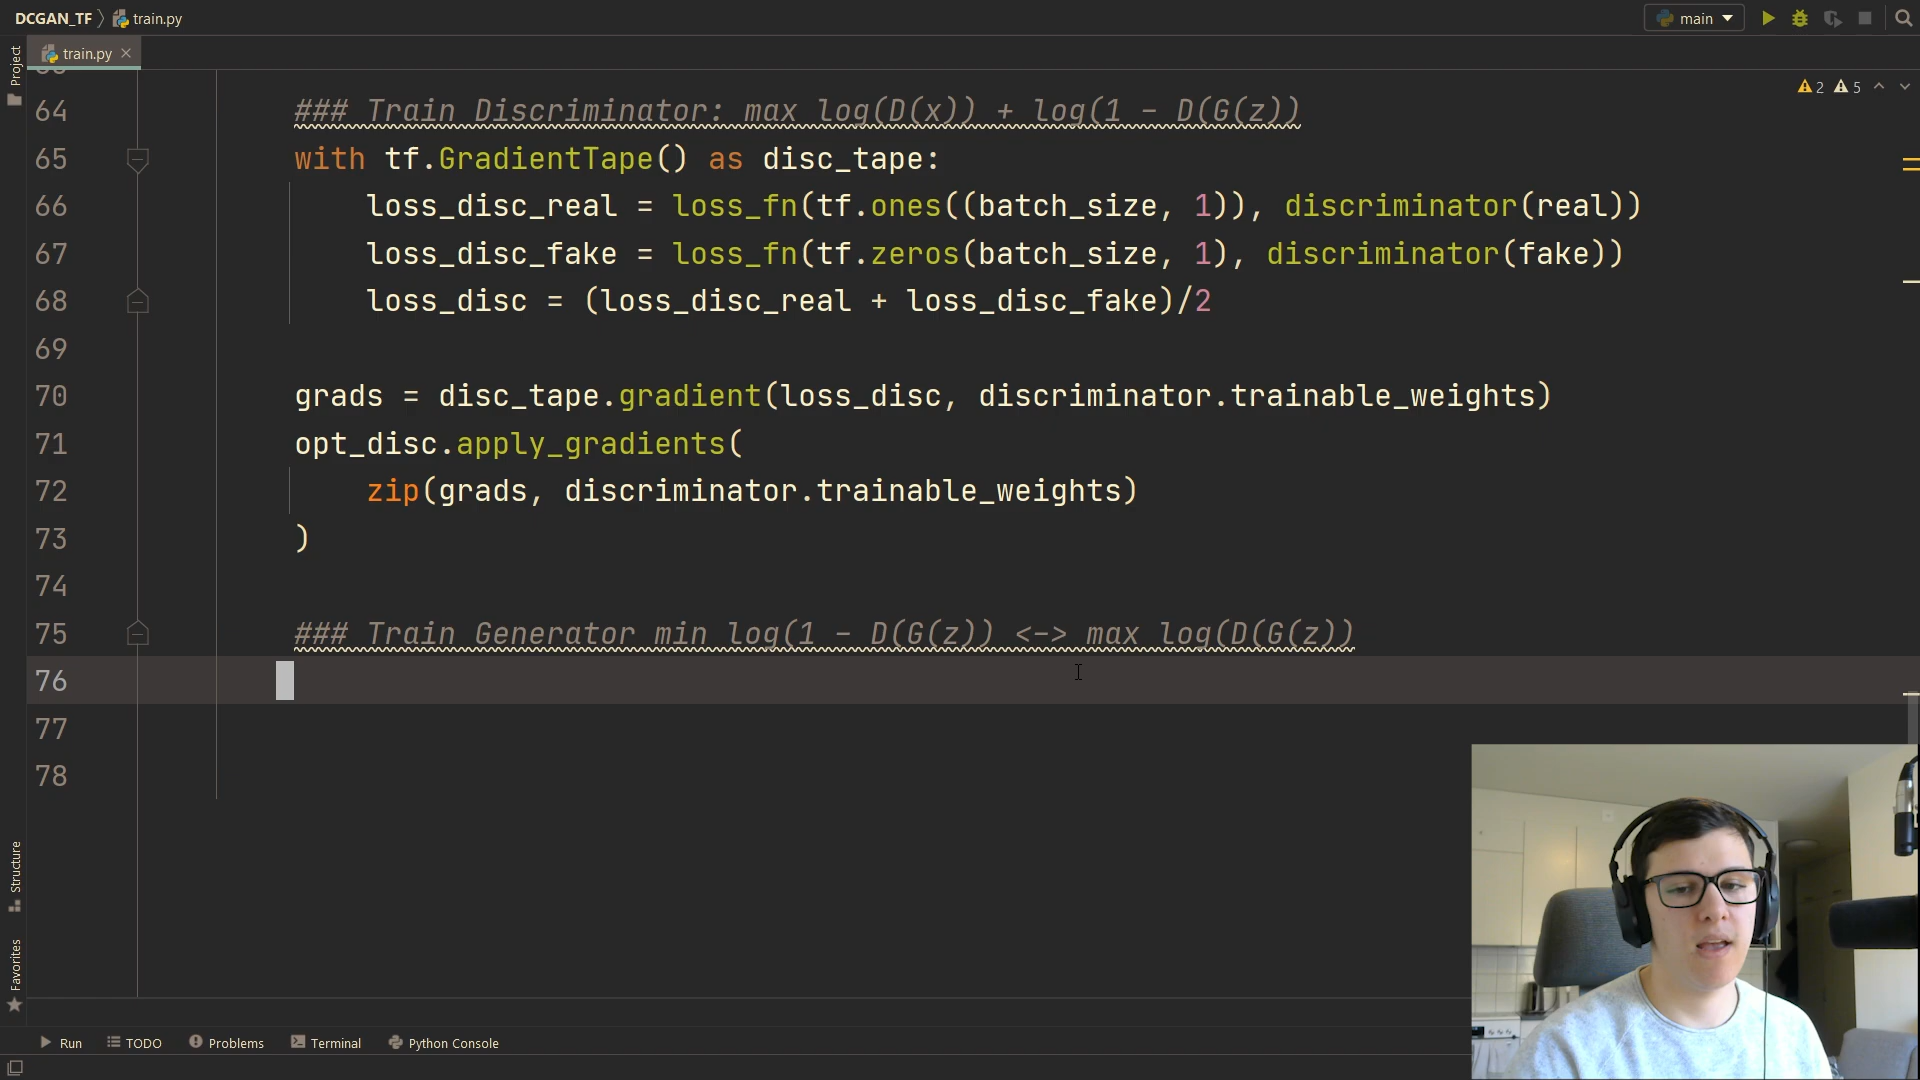 DCGAN_TF train.py main
train.py
Project
2 5
64 ### Train Discriminator: max log(D(x)) + log(1 - D(G(z))
65 with tf.GradientTape() as disc_tape:
66 loss_disc_real = loss_fn(tf.ones((batch_size, 1)), discriminator(real))
67 loss_disc_fake = loss_fn(tf.zeros(batch_size, 1), discriminator(fake))
68 loss_disc = (loss_disc_real + loss_disc_fake)/2
69
70 grads = disc_tape.gradient(loss_disc, discriminator.trainable_weights)
71 opt_disc.apply_gradients(
72 zip(grads, discriminator.trainable_weights)
73 )
74
75 ### Train Generator min log(1 - D(G(z)) <-> max log(D(G(z))
76
77
78
Structure
Favorites
Run TODO Problems Terminal Python Console